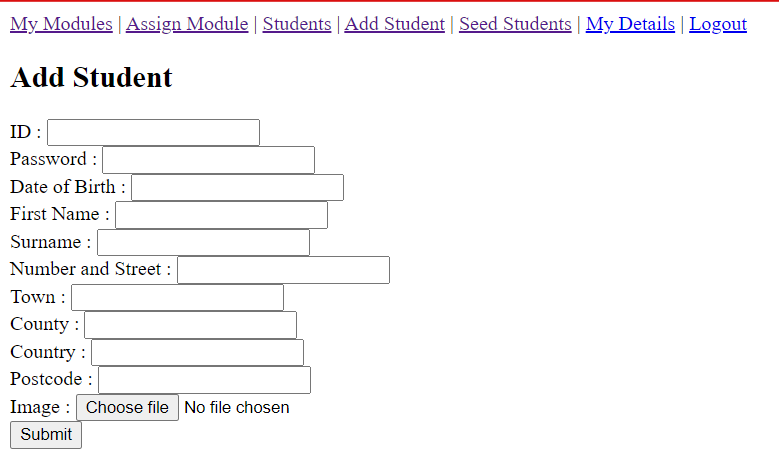 My Modules | Assign Module | Students | Add Student | Seed Students | My Details | Logout
Add Student
ID :
Password :
Date of Birth :
First Name :
Surname :
Number and Street :
Town :
County :
Country :
Postcode :
Image : Choose file No file chosen
Submit